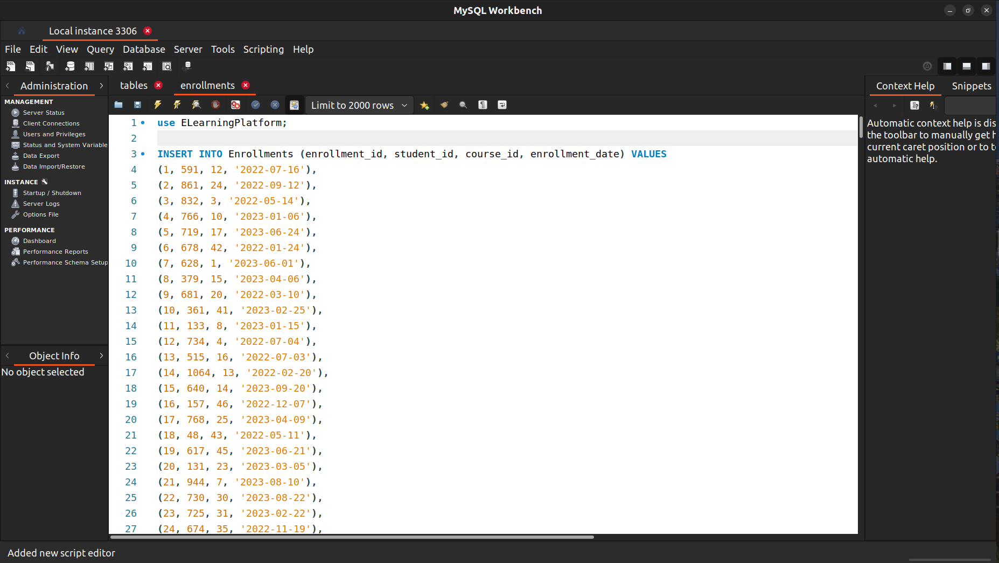 MySQL Workbench
Local instance 3306
File Edit View Query Database Server Tools Scripting Help
Administration
MANAGEMENT
Server Status
Client Connections
Users and Privileges
Status and System Variable
Data Export
Data Import/Restore
INSTANCE
Startup / Shutdown
Server Logs
Options File
PERFORMANCE
Dashboard
Performance Reports
Performance Schema Setup
Object Info
No object selected
tables enrollments
Limit to 2000 rows
1 use ELearningPlatform;
2
3 INSERT INTO Enrollments (enrollment_id, student_id, course_id, enrollment_date) VALUES
4 (1, 591, 12, '2022-07-16'),
5 (2, 861, 24, '2022-09-12'),
6 (3, 832, 3, '2022-05-14'),
7 (4, 766, 10, '2023-01-06'),
8 (5, 719, 17, '2023-06-24'),
9 (6, 678, 42, '2022-01-24'),
10 (7, 628, 1, '2023-06-01'),
11 (8, 379, 15, '2023-04-06'),
12 (9, 681, 20, '2022-03-10'),
13 (10, 361, 41, '2023-02-25'),
14 (11, 133, 8, '2023-01-15'),
15 (12, 734, 4, '2022-07-04'),
16 (13, 515, 16, '2022-07-03'),
17 (14, 1064, 13, '2022-02-20'),
18 (15, 640, 14, '2023-09-20'),
19 (16, 157, 46, '2022-12-07'),
20 (17, 768, 25, '2023-04-09'),
21 (18, 48, 43, '2022-05-11'),
22 (19, 617, 45, '2023-06-21'),
23 (20, 131, 23, '2023-03-05'),
24 (21, 944, 7, '2023-08-10'),
25 (22, 730, 30, '2023-08-22'),
26 (23, 725, 31, '2023-02-22'),
27 (24, 674, 35, '2022-11-19'),
Context Help Snippets
Automatic context help is dis
the toolbar to manually get h
current caret position or to t
automatic help.
Added new script editor